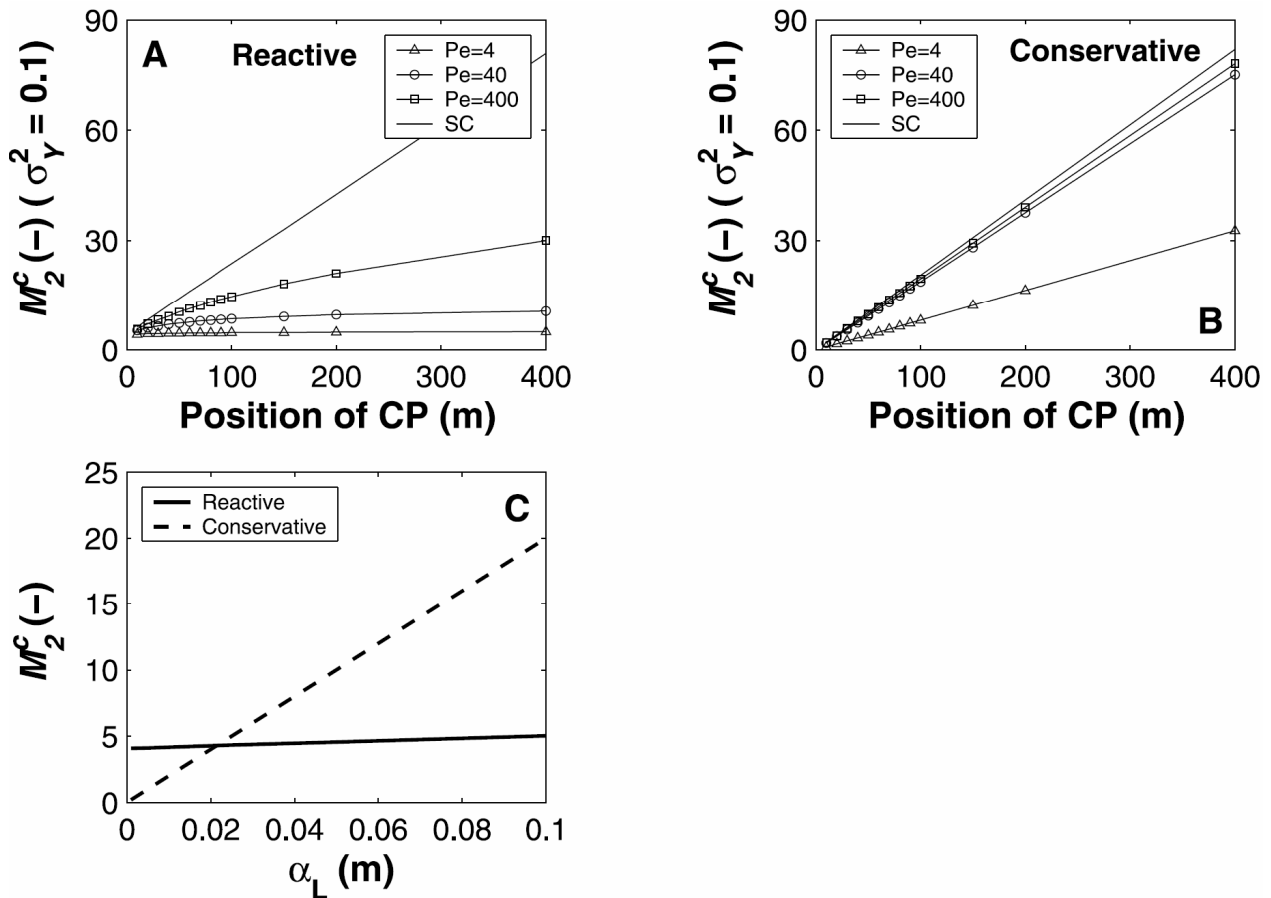 90
60
30
0
M₂ᶜ (−) ( σ²_Y = 0.1)
A
Reactive
Pe=4
Pe=40
Pe=400
SC
0 100 200 300 400
Position of CP (m)
90
60
30
0
M₂ᶜ (−) ( σ²_Y = 0.1)
Pe=4
Pe=40
Pe=400
SC
Conservative
B
0 100 200 300 400
Position of CP (m)
25
20
15
10
5
0
M₂ᶜ (−)
Reactive
Conservative
C
0 0.02 0.04 0.06 0.08 0.1
α_L (m)